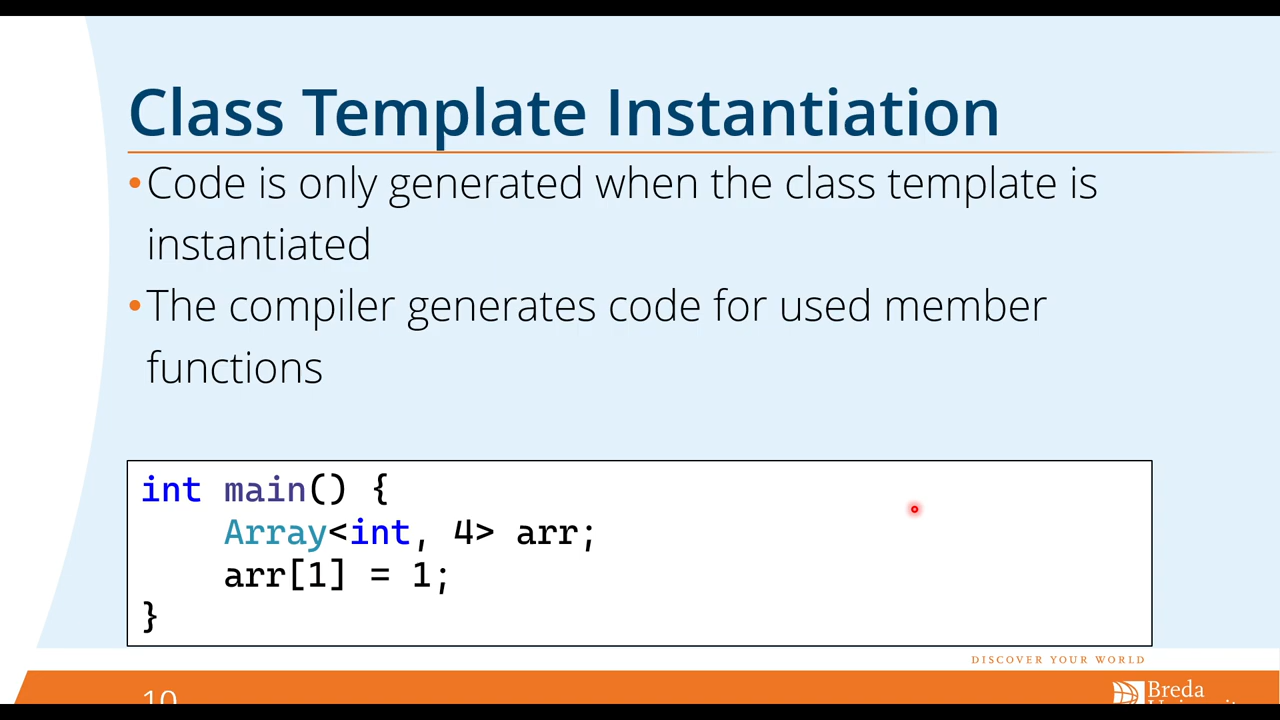 Class Template Instantiation
•Code is only generated when the class template is
instantiated
•The compiler generates code for used member
functions
int main() {
    Array<int, 4> arr;
    arr[1] = 1;
}
DISCOVER YOUR WORLD
10
Breda